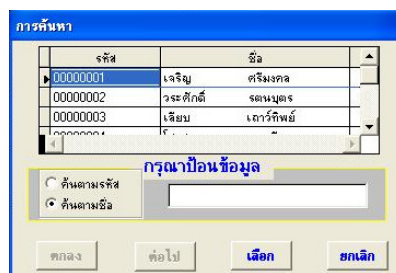 การค้นหา
รหัส ชื่อ
00000001 เจริญ ศรีมงคล
00000002 วรศักดิ์ รตนบุตร
00000003 เจียบ เถาว์ทิพย์
กรุณาป้อนข้อมูล
ค้นตามรหัส
ค้นตามชื่อ
ตกลง ต่อไป เลือก ยกเลิก